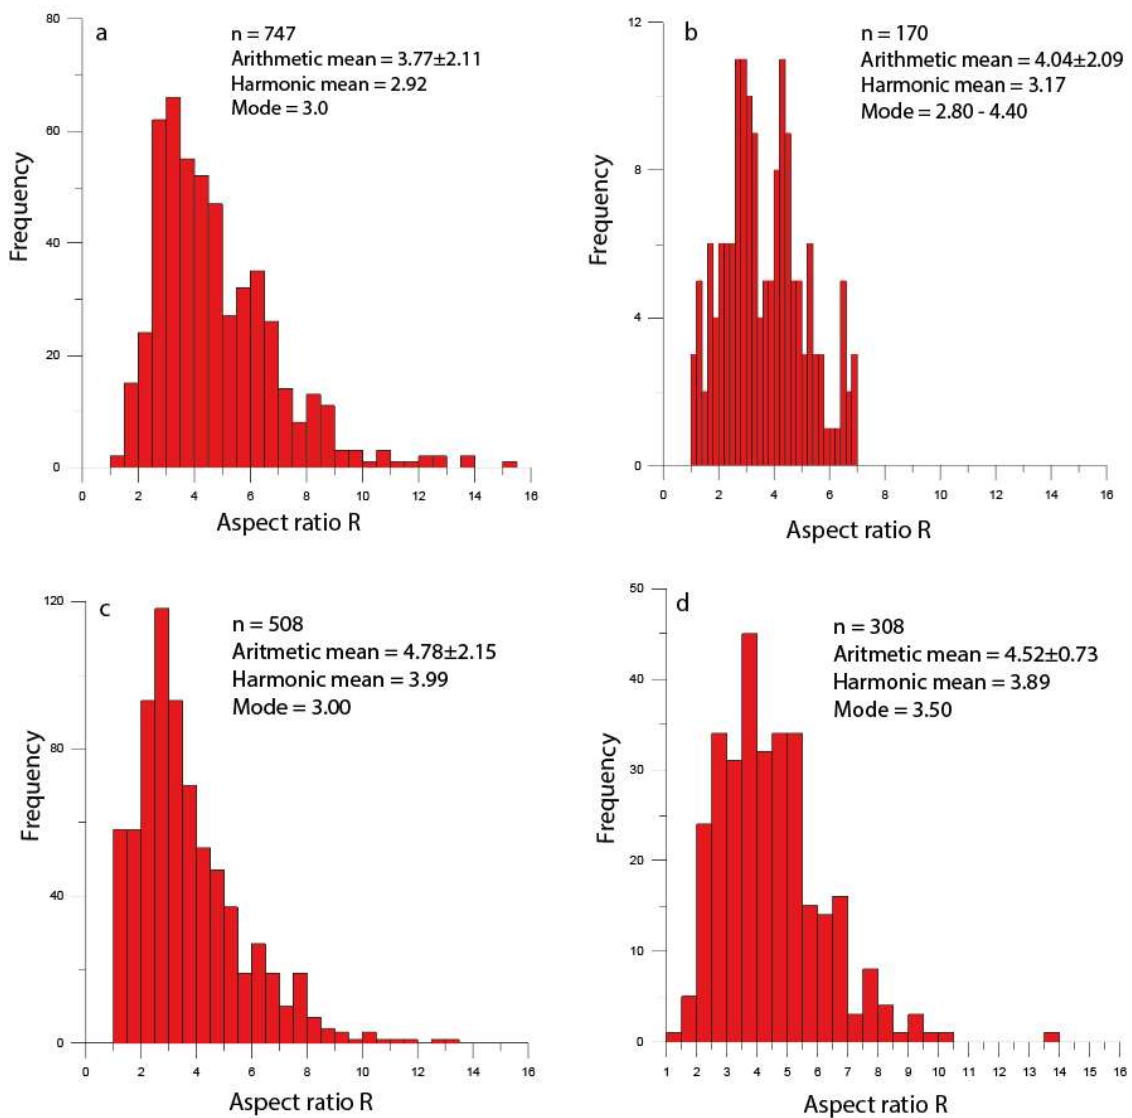 a
n = 747
Arithmetic mean = 3.77±2.11
Harmonic mean = 2.92
Mode = 3.0
80
60
40
20
0
Frequency
0 2 4 6 8 10 12 14 16
Aspect ratio R
b
n = 170
Arithmetic mean = 4.04±2.09
Harmonic mean = 3.17
Mode = 2.80 - 4.40
12
8
4
0
Frequency
0 2 4 6 8 10 12 14 16
Aspect ratio R
c
n = 508
Aritmetic mean = 4.78±2.15
Harmonic mean = 3.99
Mode = 3.00
120
80
40
0
Frequency
0 2 4 6 8 10 12 14 16
Aspect ratio R
d
n = 308
Aritmetic mean = 4.52±0.73
Harmonic mean = 3.89
Mode = 3.50
50
40
30
20
10
0
Frequency
1 2 3 4 5 6 7 8 9 10 11 12 13 14 15 16
Aspect ratio R